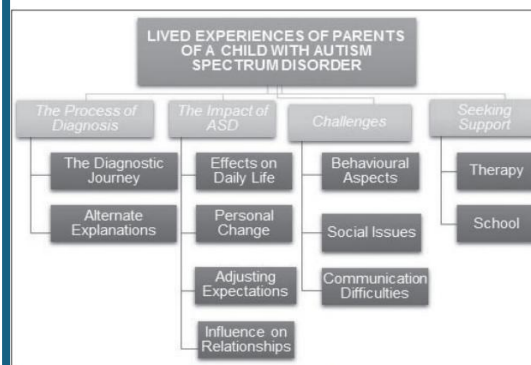 LIVED EXPERIENCES OF PARENTS
OF A CHILD WITH AUTISM
SPECTRUM DISORDER
The Process of
Diagnosis
The Diagnostic
Journey
Alternate
Explanations
The Impact of
ASD
Effects on
Daily Life
Personal
Change
Adjusting
Expectations
Influence on
Relationships
Challenges
Behavioural
Aspects
Social Issues
Communication
Difficulties
Seeking
Support
Therapy
School